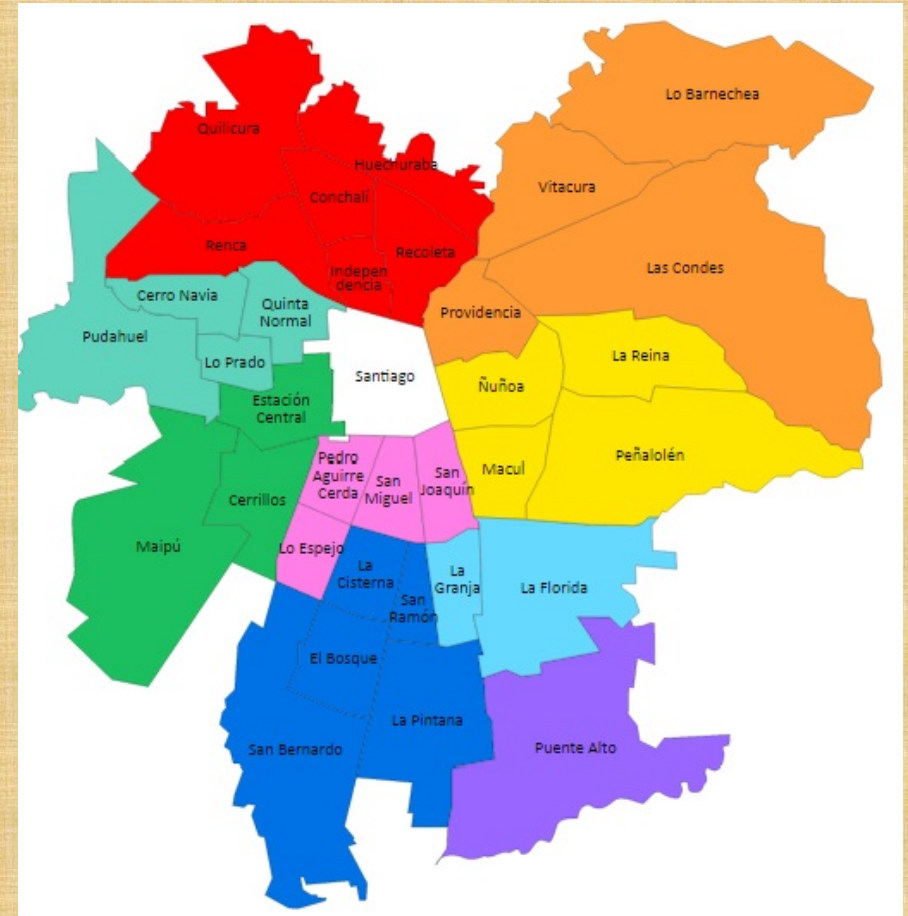 Lo Barnechea
Quilicura
Huechuraba
Vitacura
Conchalí
Renca
Recoleta
Las Condes
Indepen
dencia
Cerro Navia
Quinta
Normal
Providencia
Pudahuel
La Reina
Lo Prado
Santiago
Ñuñoa
Estación
Central
Peñalolén
Pedro
Aguirre
Cerda
San
Miguel
San
Joaquín
Macul
Cerrillos
Maipú
Lo Espejo
La
Cisterna
La
Granja
La Florida
San
Ramón
El Bosque
La Pintana
San Bernardo
Puente Alto